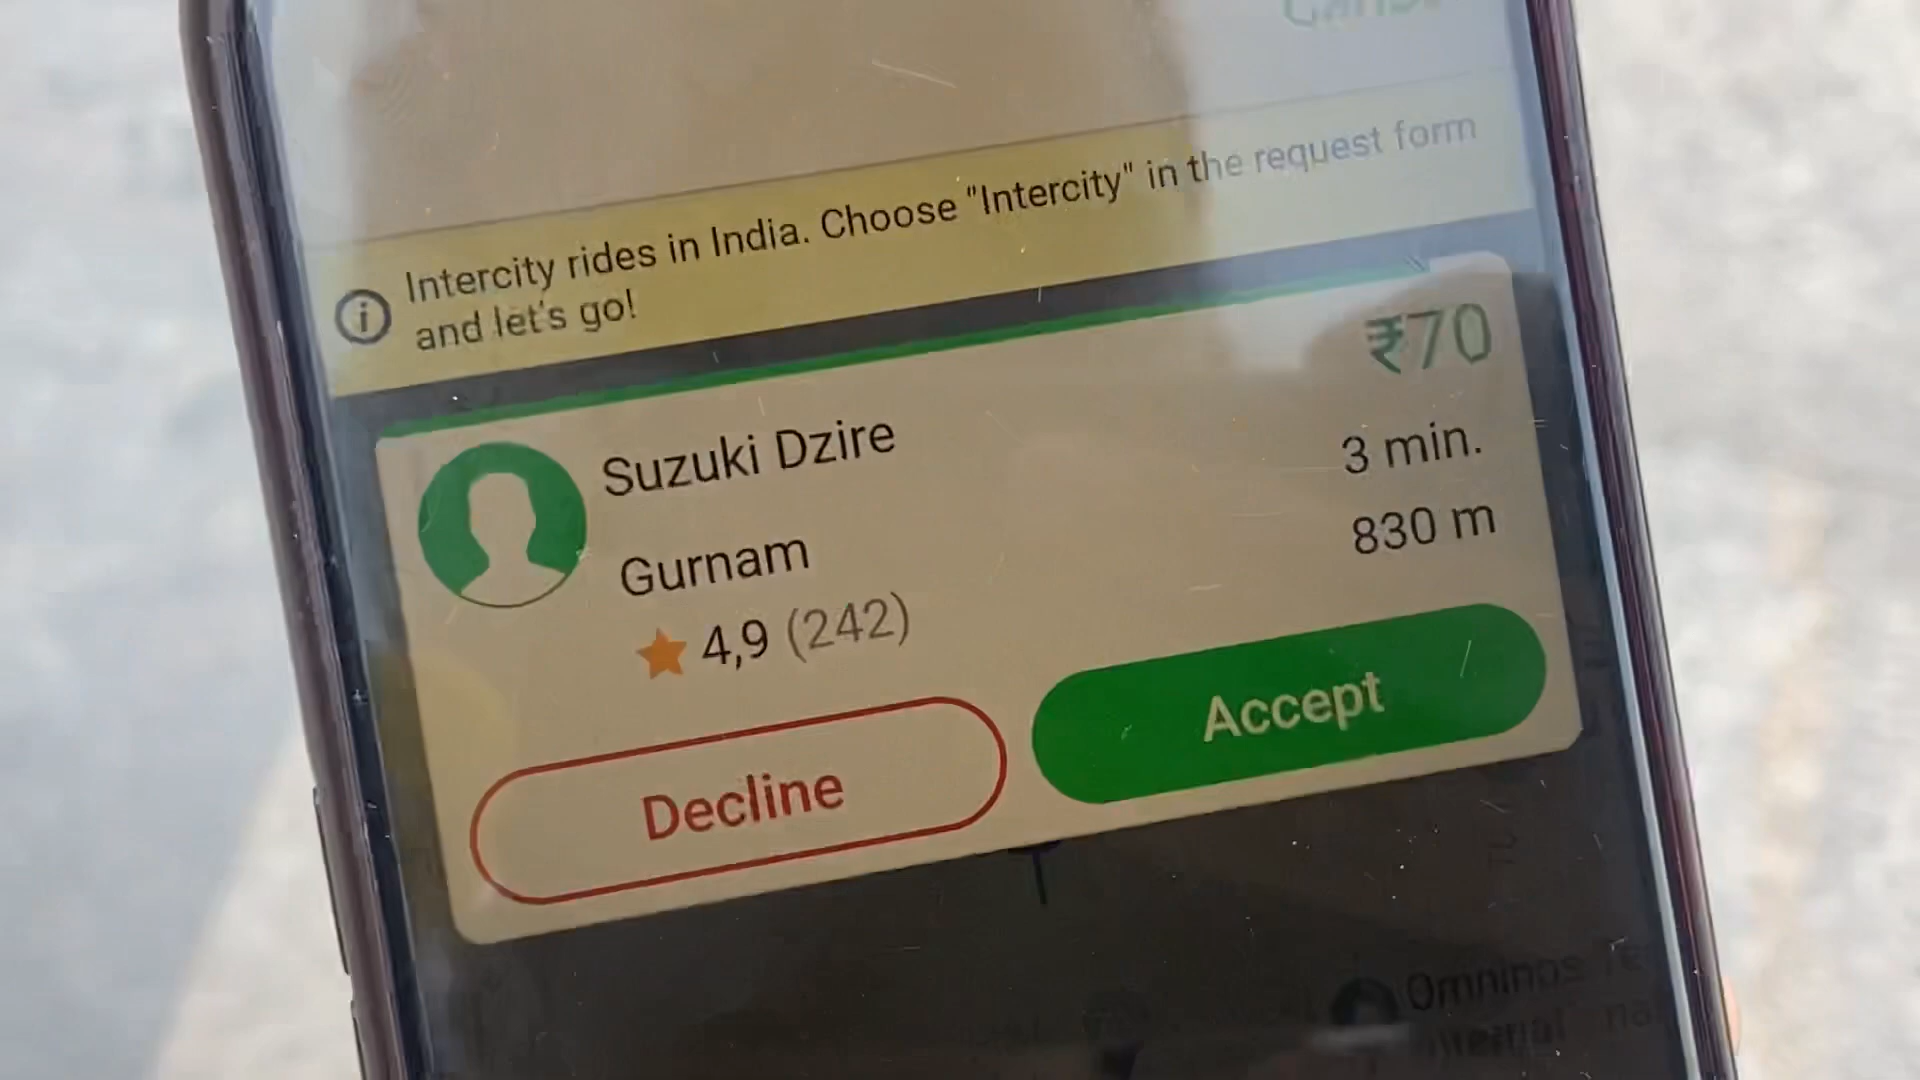 Intercity rides in India. Choose "Intercity" in the request form
and let's go!
₹70
Suzuki Dzire
3 min.
Gurnam
830 m
4,9 (242)
Decline
Accept